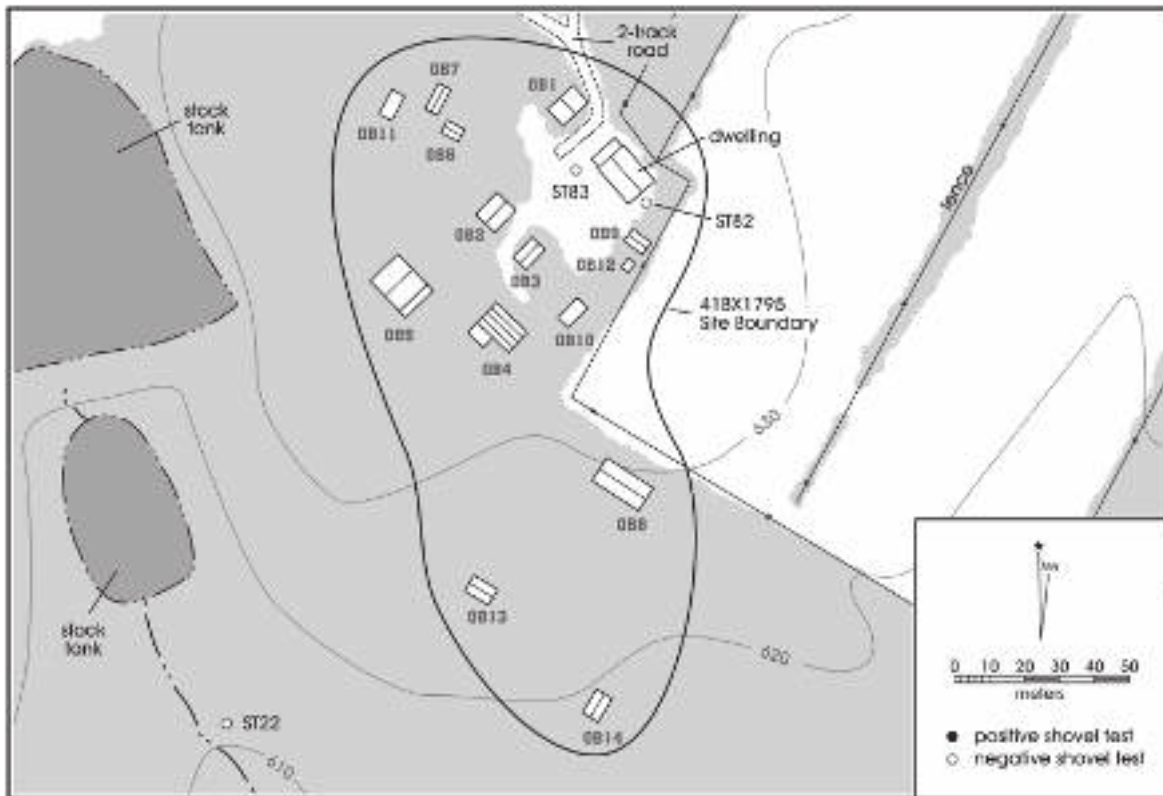 2-track
road
OB7
OB1
OB11
stock
tank
OB6
dwelling
ST83
ST82
OB2
OB9
OB3
OB12
fence
41BX1795
Site Boundary
OB5
OB10
OB4
630
OB8
OB13
stock
tank
620
OB14
ST22
610
0 10 20 30 40 50
meters
positive shovel test
negative shovel test